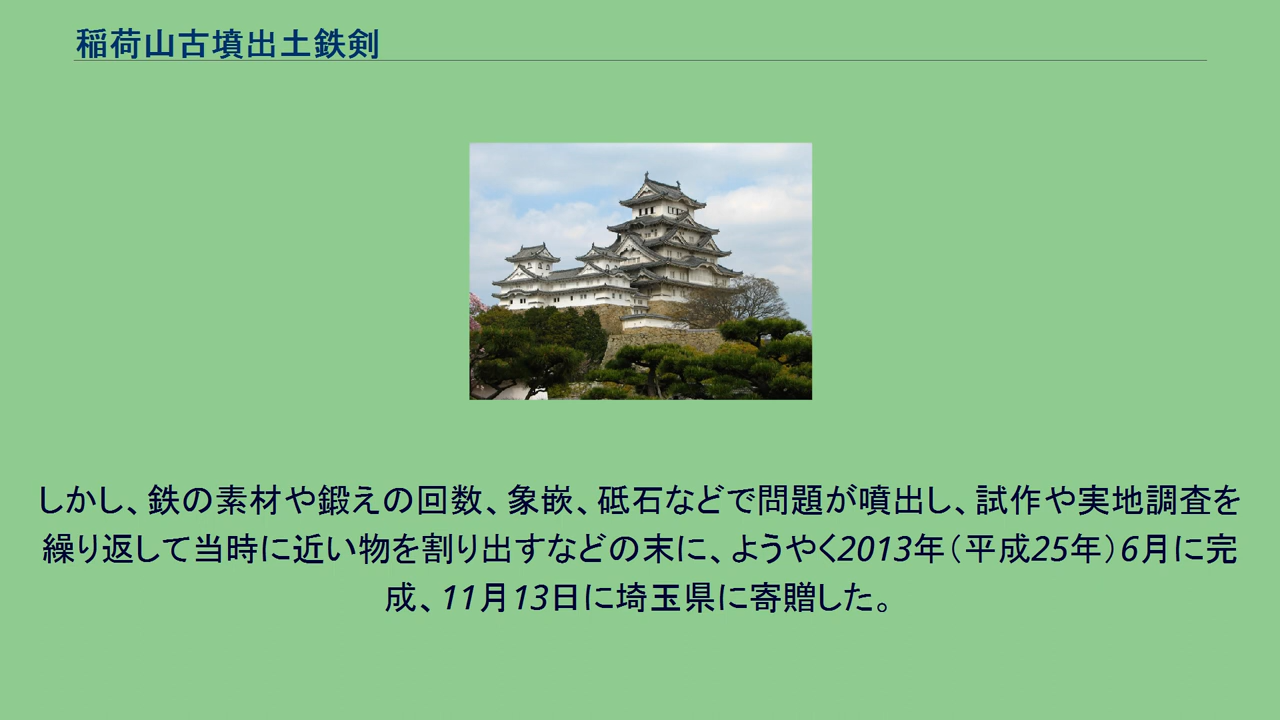 稲荷山古墳出土鉄剣
しかし、鉄の素材や鍛えの回数、象嵌、砥石などで問題が噴出し、試作や実地調査を
繰り返して当時に近い物を割り出すなどの末に、ようやく2013年（平成25年）6月に完
成、11月13日に埼玉県に寄贈した。